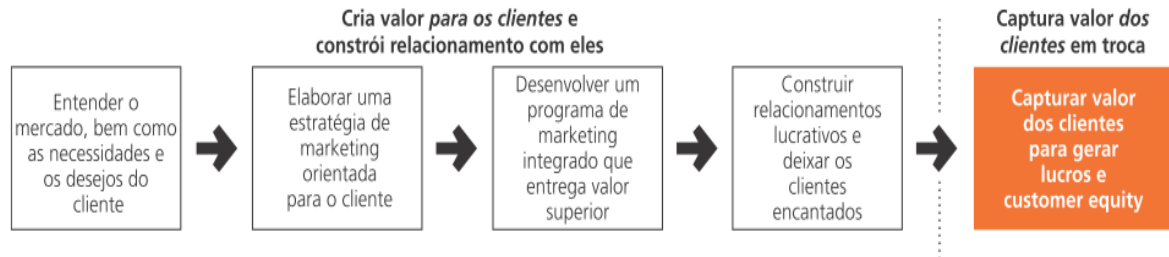 Cria valor para os clientes e
constrói relacionamento com eles
Captura valor dos
clientes em troca
Entender o
mercado, bem como
as necessidades e
os desejos do
cliente
Elaborar uma
estratégia de
marketing
orientada
para o cliente
Desenvolver um
programa de
marketing
integrado que
entrega valor
superior
Construir
relacionamentos
lucrativos e
deixar os
clientes
encantados
Capturar valor
dos clientes
para gerar
lucros e
customer equity